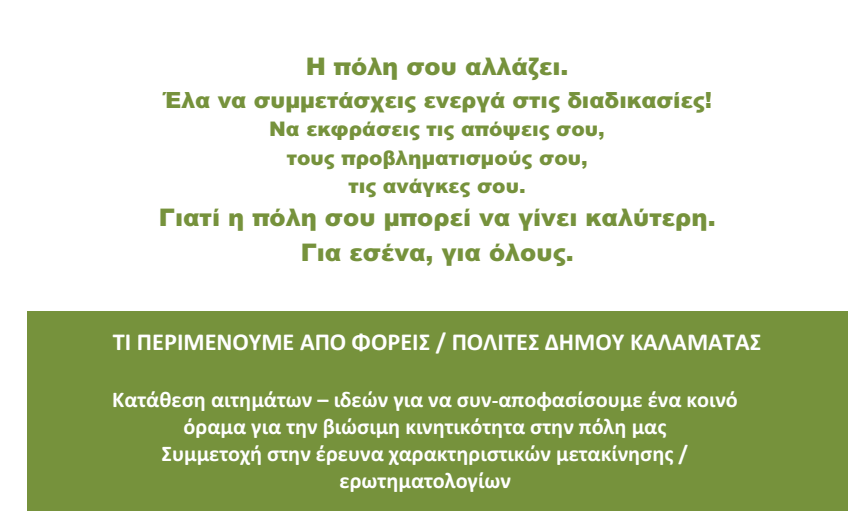 Η πόλη σου αλλάζει.
Έλα να συμμετάσχεις ενεργά στις διαδικασίες!
Να εκφράσεις τις απόψεις σου,
τους προβληματισμούς σου,
τις ανάγκες σου.
Γιατί η πόλη σου μπορεί να γίνει καλύτερη.
Για εσένα, για όλους.
ΤΙ ΠΕΡΙΜΕΝΟΥΜΕ ΑΠΟ ΦΟΡΕΙΣ / ΠΟΛΙΤΕΣ ΔΗΜΟΥ ΚΑΛΑΜΑΤΑΣ
Κατάθεση αιτημάτων – ιδεών για να συν-αποφασίσουμε ένα κοινό
όραμα για την βιώσιμη κινητικότητα στην πόλη μας
Συμμετοχή στην έρευνα χαρακτηριστικών μετακίνησης /
ερωτηματολογίων